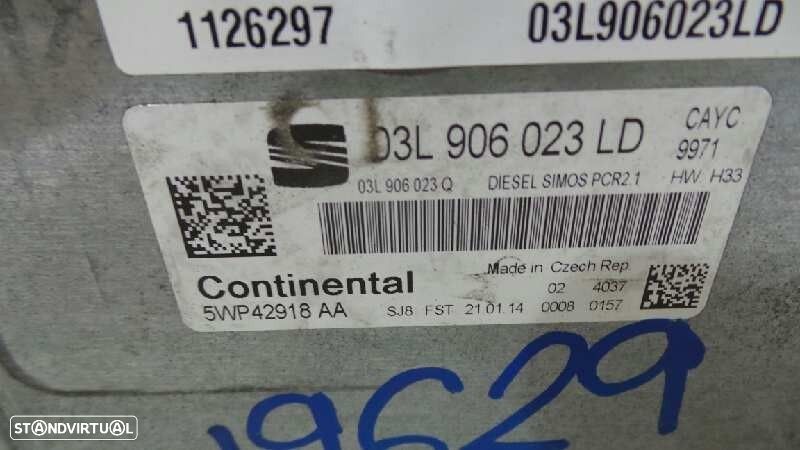 1126297 03L906023LD
03L 906 023 LD CAYC
9971
03L 906 023 Q DIESEL SIMOS PCR2.1 HW H33
Continental Made in Czech Rep
02 4037
5WP42918 AA SJ8 FST 21.01.14 0008 0157
19629
STANDVIRTUAL